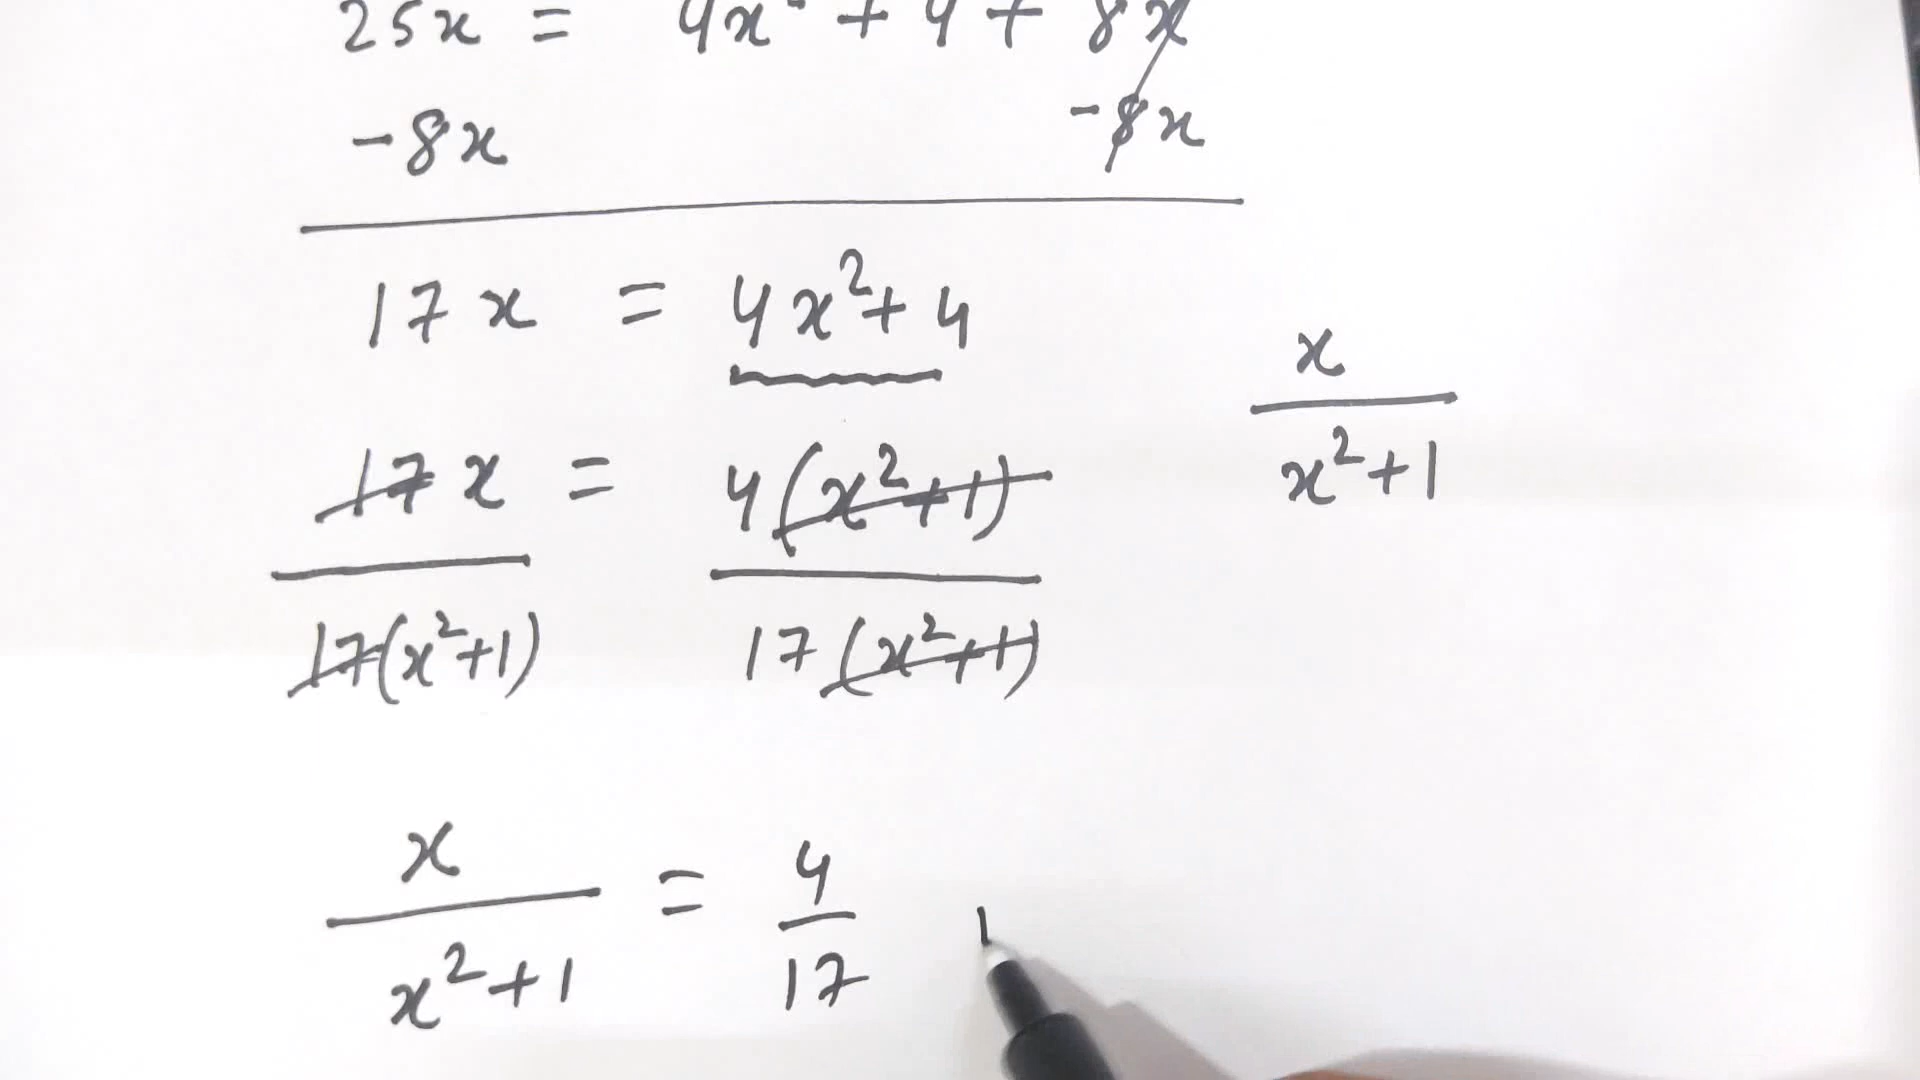 25x = 4x² + 4 + 8x
-8x -8x
17x = 4x² + 4
x
x² + 1
17x = 4(x² + 1)
17(x² + 1) 17(x² + 1)
x = 4
x² + 1 17